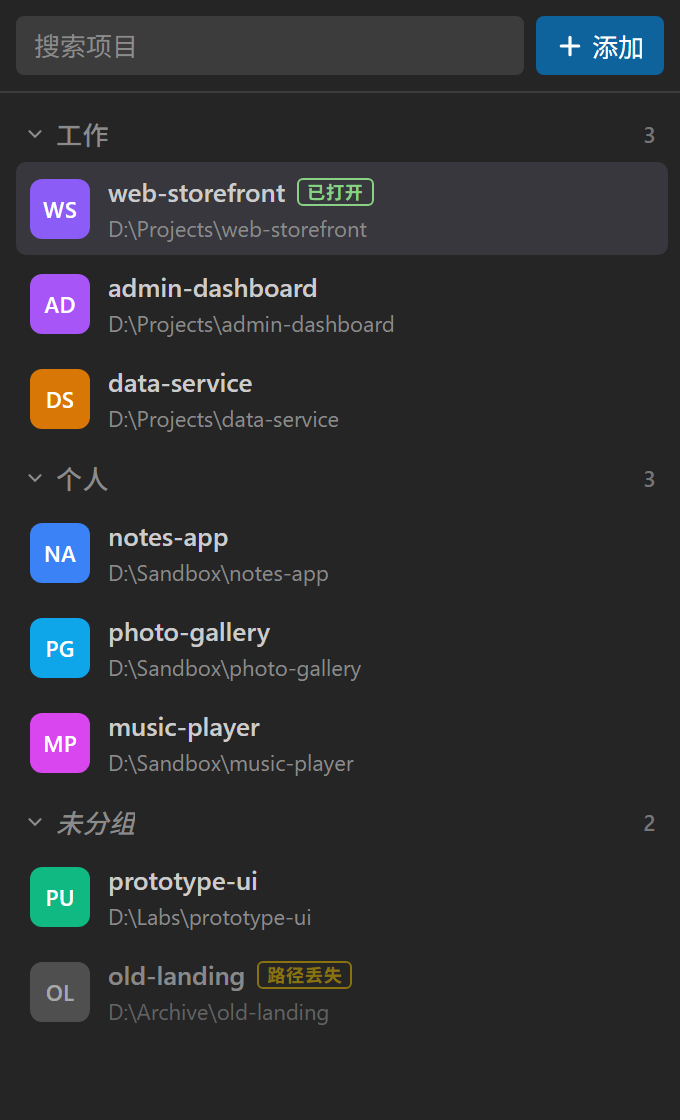 搜索项目
添加
工作 3
WS web-storefront 已打开
D:\Projects\web-storefront
AD admin-dashboard
D:\Projects\admin-dashboard
DS data-service
D:\Projects\data-service
个人 3
NA notes-app
D:\Sandbox\notes-app
PG photo-gallery
D:\Sandbox\photo-gallery
MP music-player
D:\Sandbox\music-player
未分组 2
PU prototype-ui
D:\Labs\prototype-ui
OL old-landing 路径丢失
D:\Archive\old-landing